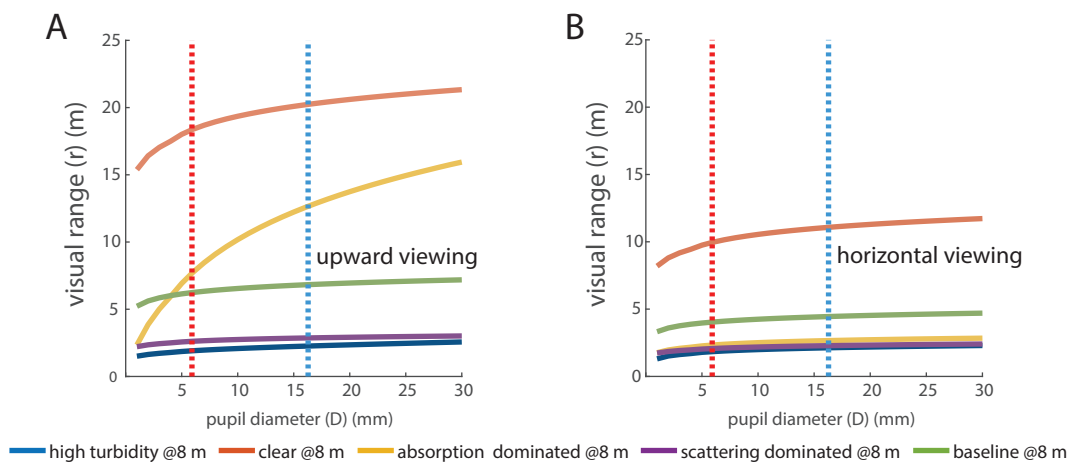 A
25
20
15
10
5
0
visual range (r) (m)
upward viewing
5
10
15
20
25
30
pupil diameter (D) (mm)
B
25
20
15
10
5
0
visual range (r) (m)
horizontal viewing
5
10
15
20
25
30
pupil diameter (D) (mm)
high turbidity @8 m
clear @8 m
absorption dominated @8 m
scattering dominated @8 m
baseline @8 m